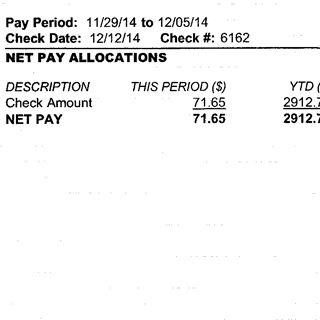 Pay Period: 11/29/14 to 12/05/14
Check Date: 12/12/14 Check #: 6162
NET PAY ALLOCATIONS
DESCRIPTION THIS PERIOD ($) YTD (
Check Amount 71.65 2912.7
NET PAY 71.65 2912.7